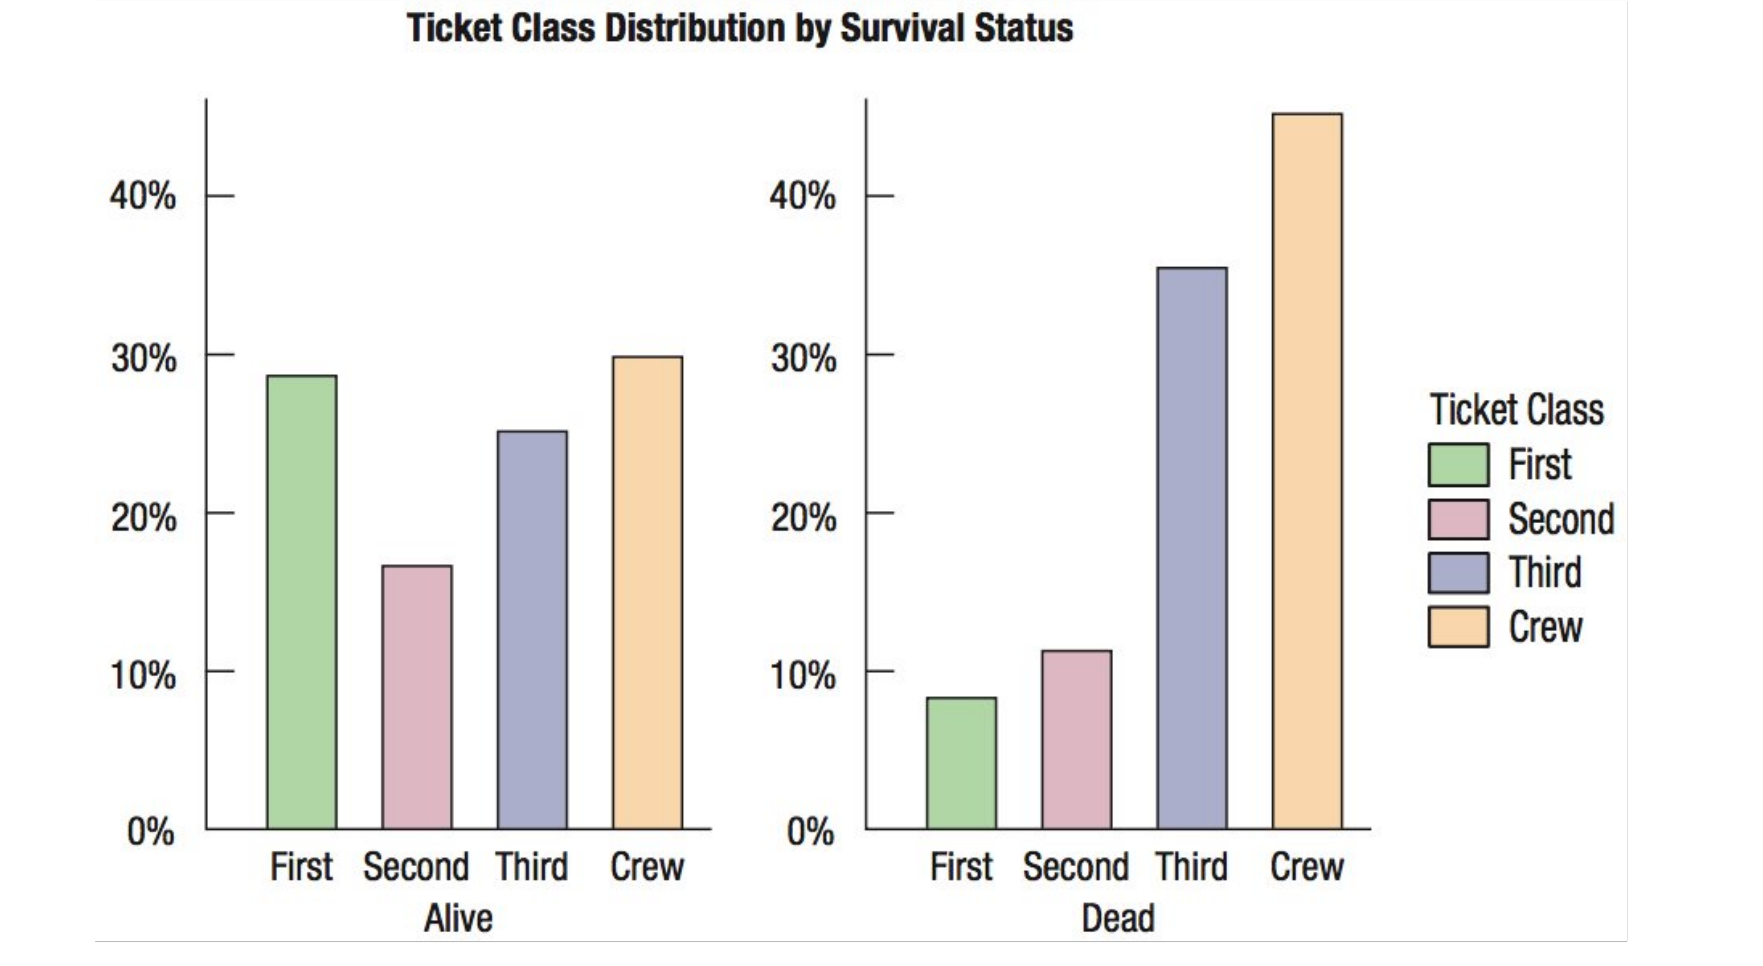 Ticket Class Distribution by Survival Status
40%
30%
20%
10%
0%
First Second Third Crew
Alive
40%
30%
20%
10%
0%
First Second Third Crew
Dead
Ticket Class
First
Second
Third
Crew